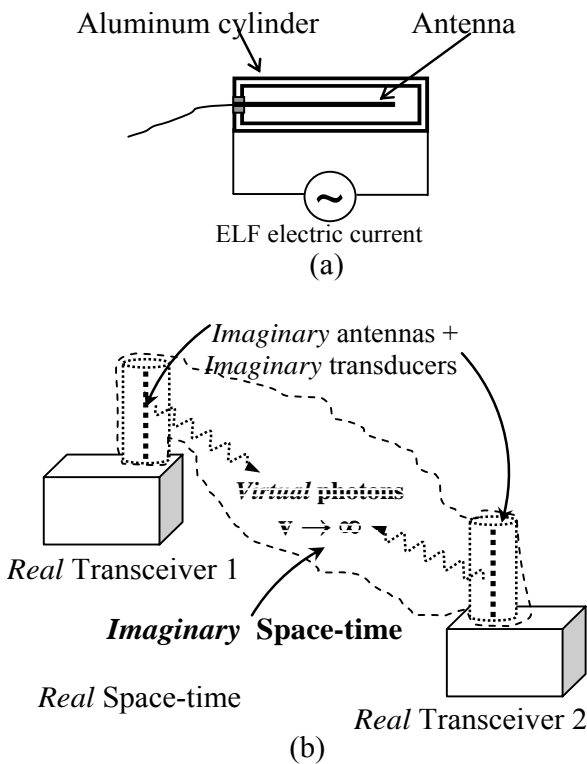 Aluminum cylinder
Antenna
~
ELF electric current
(a)
Imaginary antennas +
Imaginary transducers
Virtual photons
v → ∞
Real Transceiver 1
Imaginary Space-time
Real Space-time
Real Transceiver 2
(b)